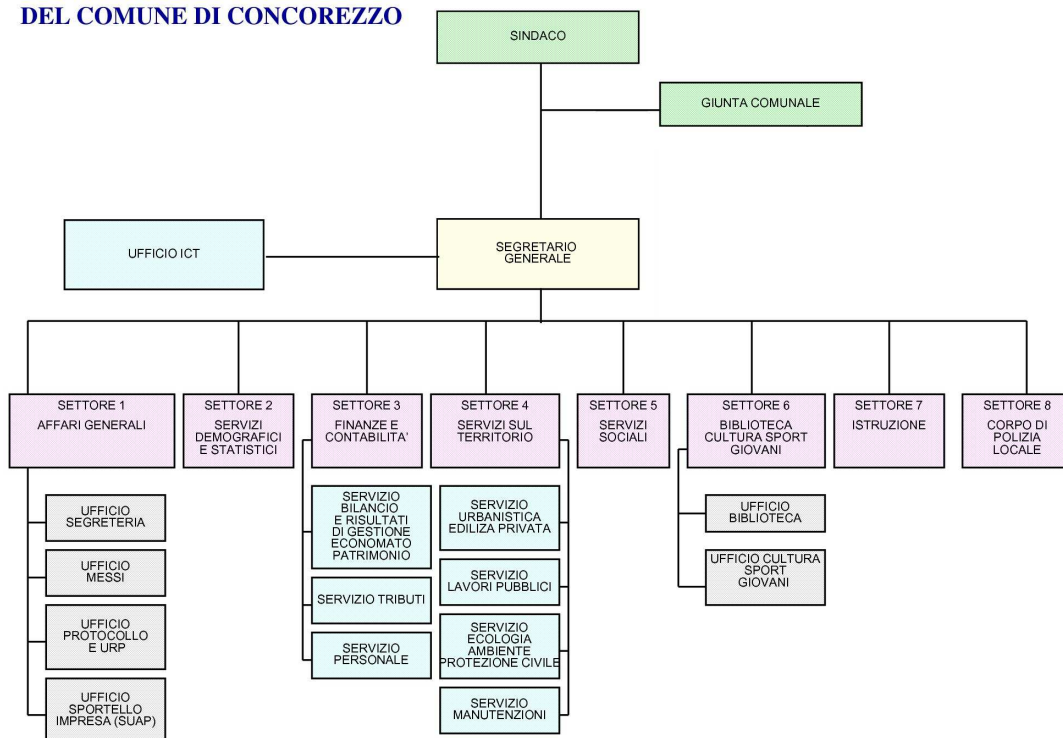 DEL COMUNE DI CONCOREZZO
SINDACO
GIUNTA COMUNALE
UFFICIO ICT
SEGRETARIO
GENERALE
SETTORE 1
AFFARI GENERALI
SETTORE 2
SERVIZI
DEMOGRAFICI
E STATISTICI
SETTORE 3
FINANZE E
CONTABILITA'
SETTORE 4
SERVIZI SUL
TERRITORIO
SETTORE 5
SERVIZI
SOCIALI
SETTORE 6
BIBLIOTECA
CULTURA SPORT
GIOVANI
SETTORE 7
ISTRUZIONE
SETTORE 8
CORPO DI
POLIZIA
LOCALE
UFFICIO
SEGRETERIA
UFFICIO
MESSI
UFFICIO
PROTOCOLLO
E URP
UFFICIO
SPORTELLO
IMPRESA (SUAP)
SERVIZIO
BILANCIO
E RISULTATI
DI GESTIONE
ECONOMATO
PATRIMONIO
SERVIZIO TRIBUTI
SERVIZIO
PERSONALE
SERVIZIO
URBANISTICA
EDILIZA PRIVATA
SERVIZIO
LAVORI PUBBLICI
SERVIZIO
ECOLOGIA
AMBIENTE
PROTEZIONE CIVILE
SERVIZIO
MANUTENZIONI
UFFICIO
BIBLIOTECA
UFFICIO CULTURA
SPORT
GIOVANI